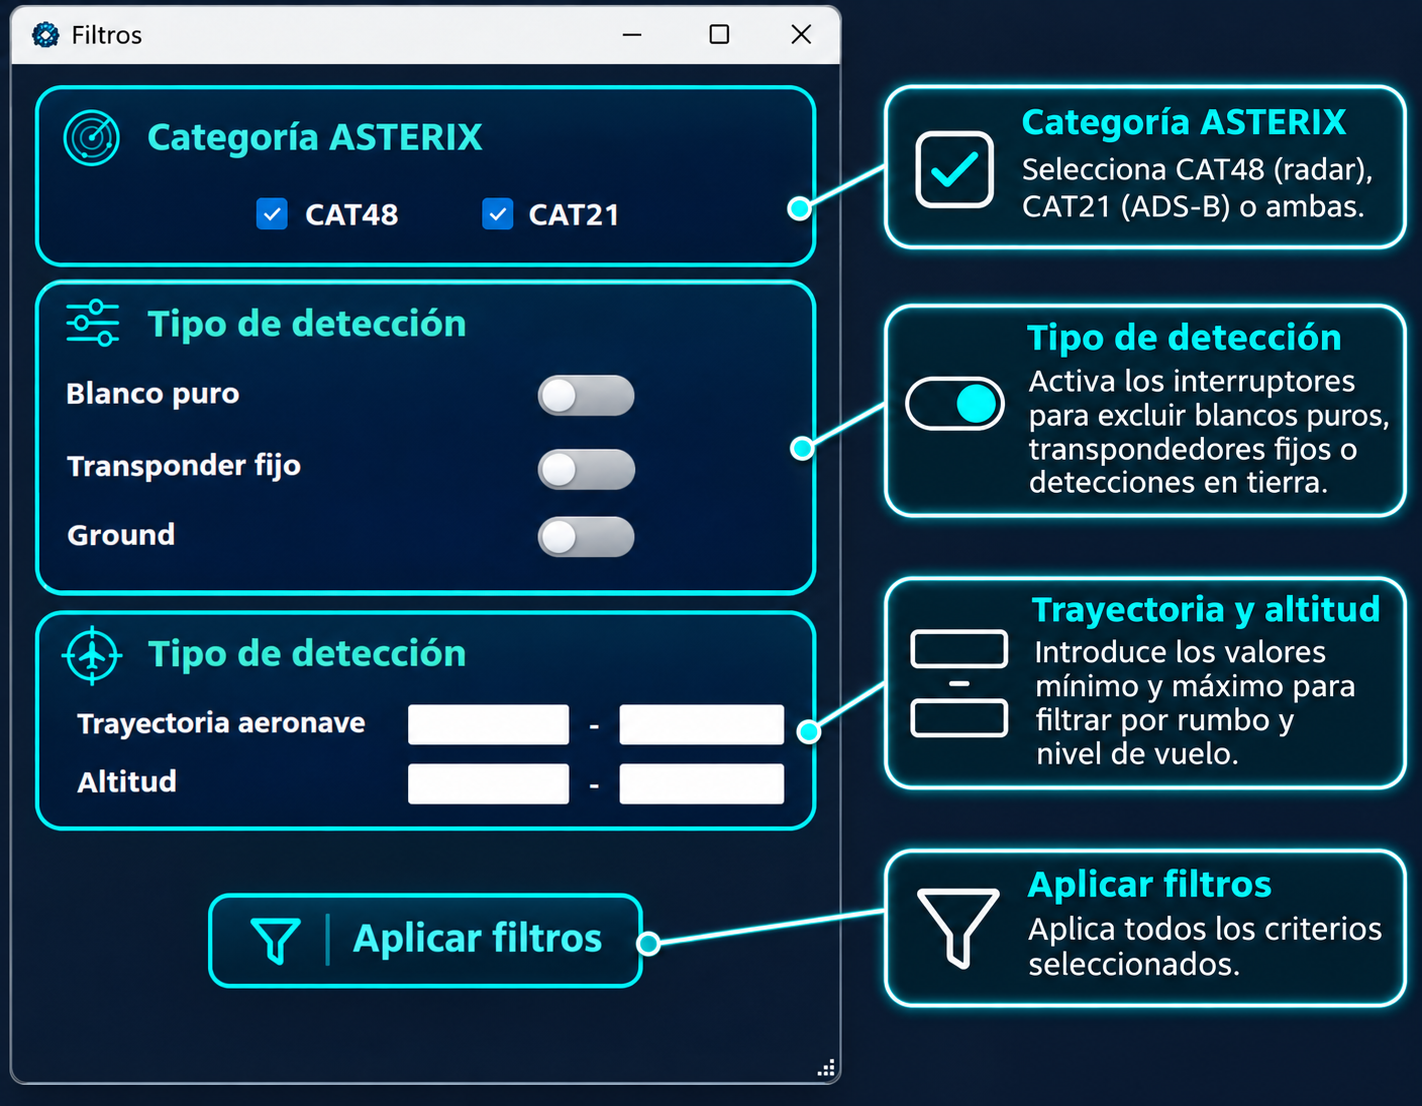 Filtros
Categoría ASTERIX
CAT48
CAT21
Tipo de detección
Blanco puro
Transponder fijo
Ground
Tipo de detección
Trayectoria aeronave
-
Altitud
-
Aplicar filtros
Categoría ASTERIX
Selecciona CAT48 (radar),
CAT21 (ADS-B) o ambas.
Tipo de detección
Activa los interruptores
para excluir blancos puros,
transpondedores fijos o
detecciones en tierra.
Trayectoria y altitud
Introduce los valores
mínimo y máximo para
filtrar por rumbo y
nivel de vuelo.
Aplicar filtros
Aplica todos los criterios
seleccionados.